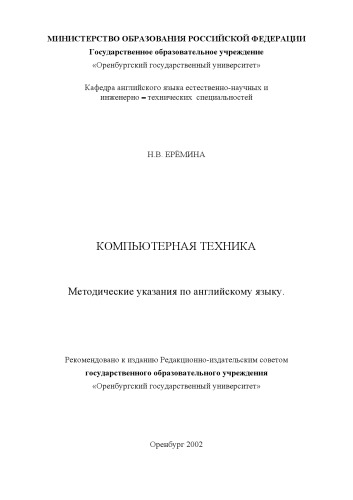 МИНИСТЕРСТВО ОБРАЗОВАНИЯ РОССИЙСКОЙ ФЕДЕРАЦИИ
Государственное образовательное учреждение
«Оренбургский государственный университет»
Кафедра английского языка естественно-научных и
инженерно – технических специальностей
Н.В. ЕРЁМИНА
КОМПЬЮТЕРНАЯ ТЕХНИКА
Методические указания по английскому языку.
Рекомендовано к изданию Редакционно-издательским советом
государственного образовательного учреждения
«Оренбургский государственный университет»
Оренбург 2002